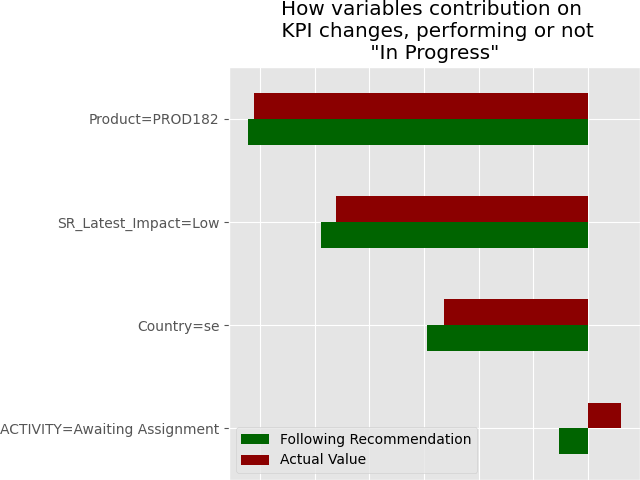 How variables contribution on
KPI changes, performing or not
"In Progress"
Product=PROD182
SR_Latest_Impact=Low
Country=se
ACTIVITY=Awaiting Assignment
Following Recommendation
Actual Value